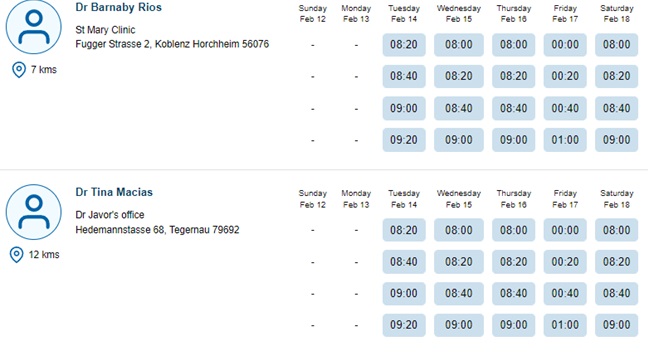 Dr Barnaby Rios
St Mary Clinic
Fugger Strasse 2, Koblenz Horchheim 56076
7 kms
Sunday Monday Tuesday Wednesday Thursday Friday Saturday
Feb 12 Feb 13 Feb 14 Feb 15 Feb 16 Feb 17 Feb 18
- - 08:20 08:00 08:00 00:00 08:00
- - 08:40 08:20 08:20 00:20 08:20
- - 09:00 08:40 08:40 00:40 08:40
- - 09:20 09:00 09:00 01:00 09:00
Dr Tina Macias
Dr Javor's office
Hedemannstasse 68, Tegernau 79692
12 kms
Sunday Monday Tuesday Wednesday Thursday Friday Saturday
Feb 12 Feb 13 Feb 14 Feb 15 Feb 16 Feb 17 Feb 18
- - 08:20 08:00 08:00 00:00 08:00
- - 08:40 08:20 08:20 00:20 08:20
- - 09:00 08:40 08:40 00:40 08:40
- - 09:20 09:00 09:00 01:00 09:00